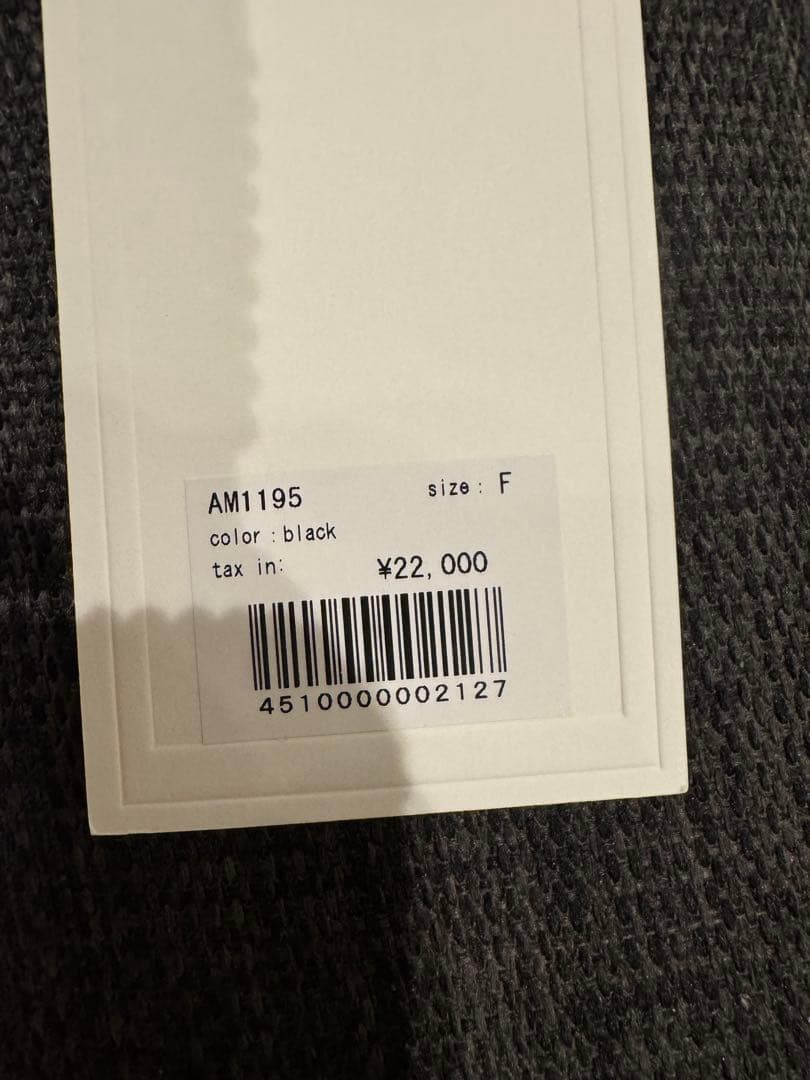 AM1195 size: F
color :black
tax in: ¥22,000
4510000002127